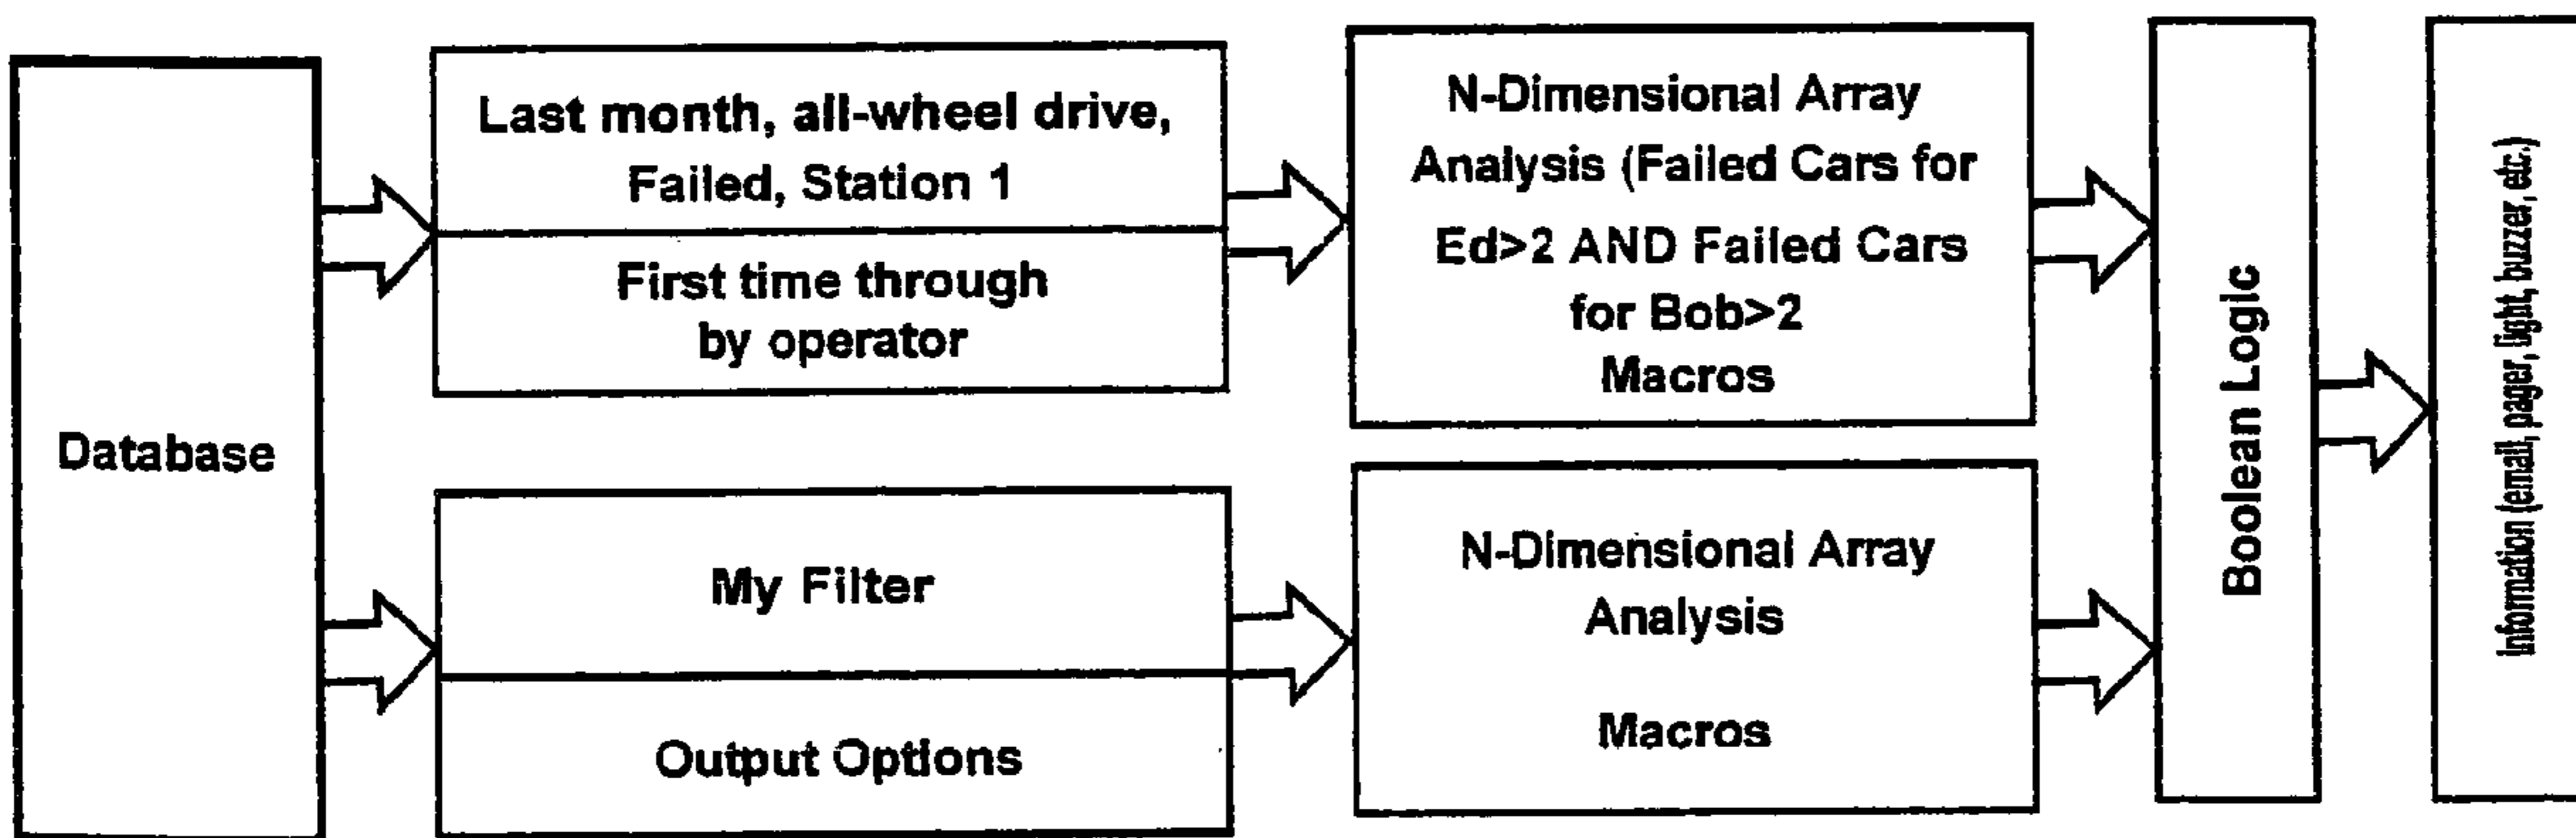 Database
Last month, all-wheel drive,
Failed, Station 1
First time through
by operator
N-Dimensional Array
Analysis (Failed Cars for
Ed>2 AND Failed Cars
for Bob>2
Macros
My Filter
Output Options
N-Dimensional Array
Analysis
Macros
Boolean Logic
Information (email, pager, light, buzzer, etc.)